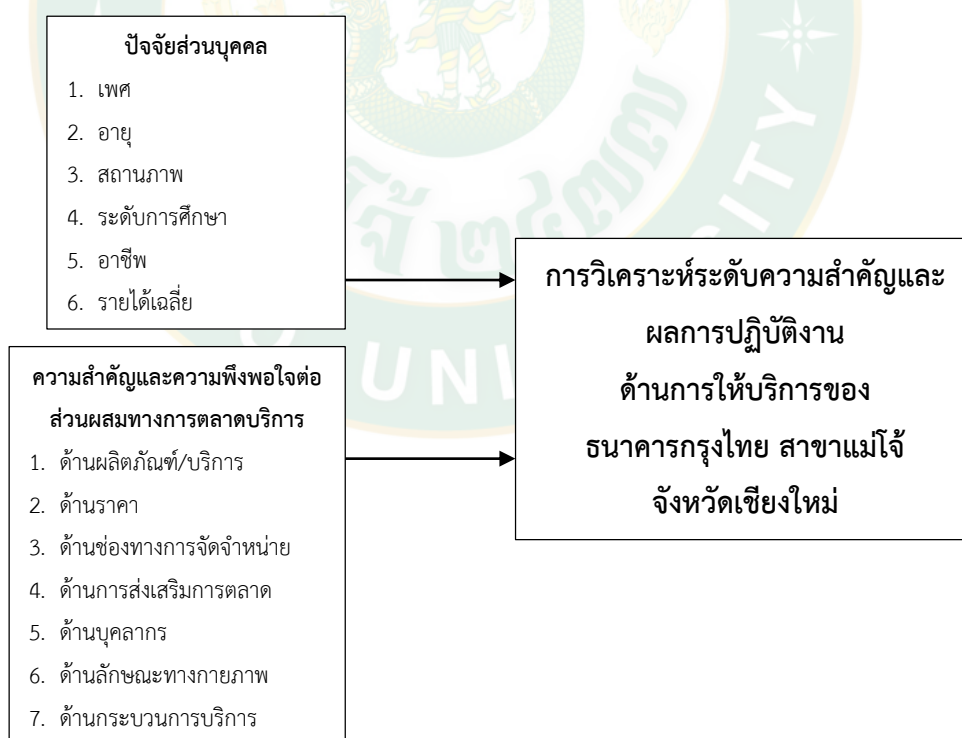 ปัจจัยส่วนบุคคล
1. เพศ
2. อายุ
3. สถานภาพ
4. ระดับการศึกษา
5. อาชีพ
6. รายได้เฉลี่ย
ความสำคัญและความพึงพอใจต่อ
ส่วนผสมทางการตลาดบริการ
1. ด้านผลิตภัณฑ์/บริการ
2. ด้านราคา
3. ด้านช่องทางการจัดจำหน่าย
4. ด้านการส่งเสริมการตลาด
5. ด้านบุคลากร
6. ด้านลักษณะทางกายภาพ
7. ด้านกระบวนการบริการ
การวิเคราะห์ระดับความสำคัญและ
ผลการปฏิบัติงาน
ด้านการให้บริการของ
ธนาคารกรุงไทย สาขาแม่โจ้
จังหวัดเชียงใหม่